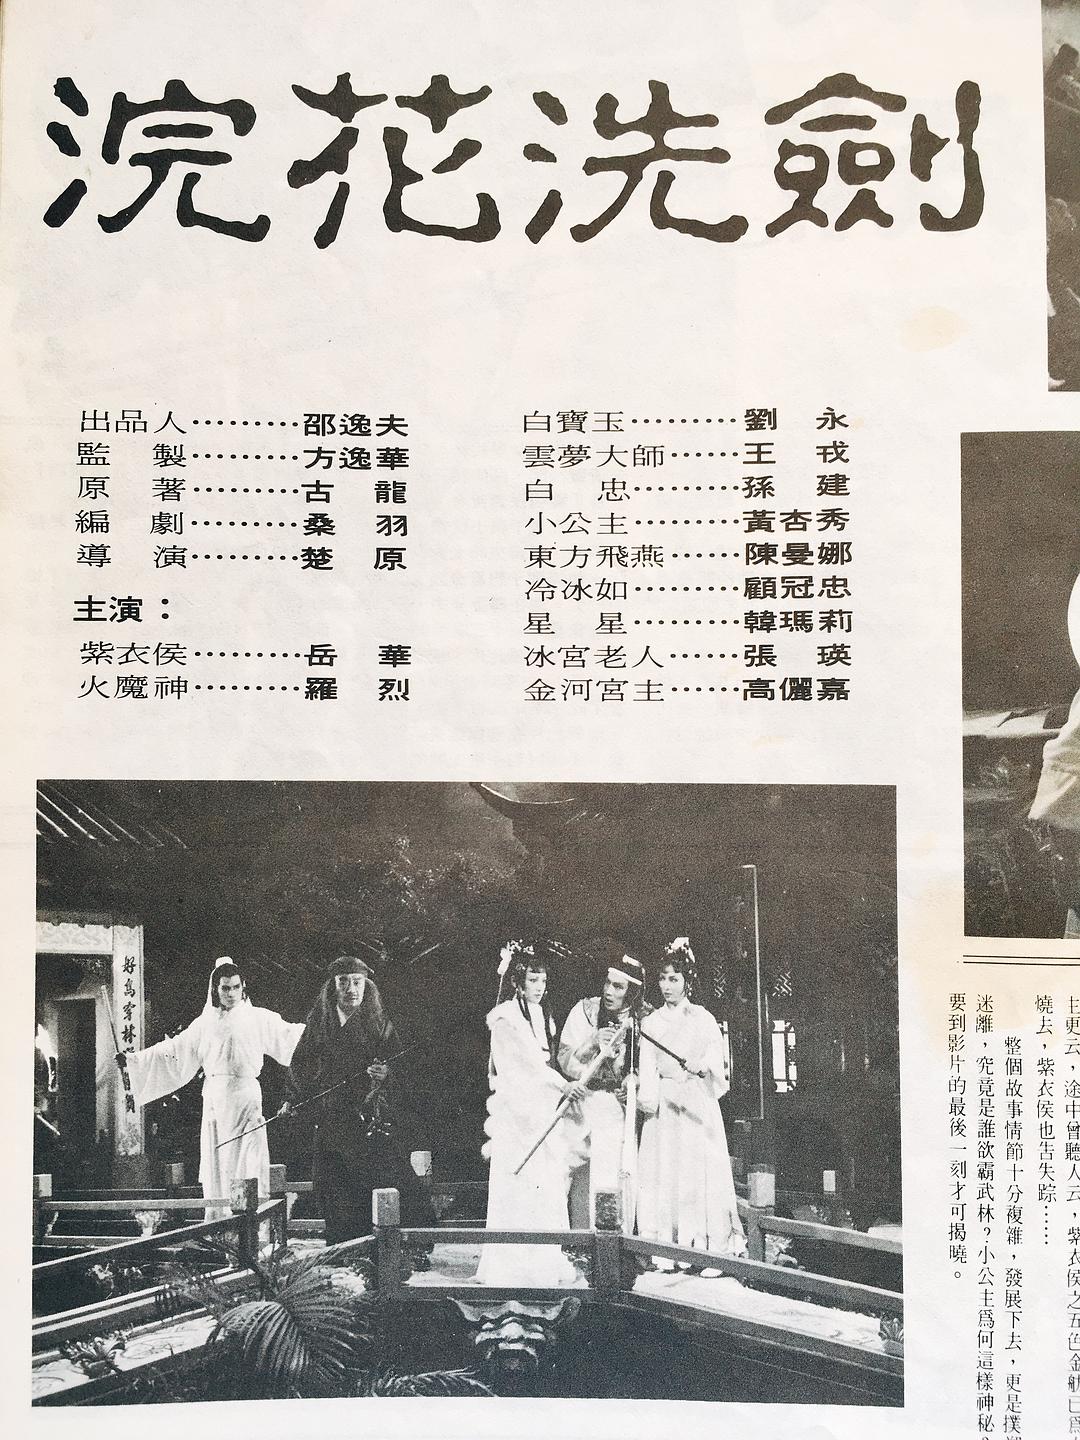 浣花洗劍
出品人………邵逸夫
監　製………方逸華
原　著………古　龍
編　劇………桑　羽
導　演………楚　原
主演：
紫衣侯………岳　華
火魔神………羅　烈
白寶玉………劉　永
雲夢大師……王　戎
白　忠………孫　建
小公主………黃杏秀
東方飛燕……陳曼娜
冷冰如………顧冠忠
星　星………韓瑪莉
冰宮老人……張　瑛
金河宮主……高儷嘉
好鳥穿林
主更云，途中曾聽人云，紫衣侯之五色金舫已爲
燒去，紫衣侯也告失踪……
整個故事情節十分複雜，發展下去，更是撲朔
迷離，究竟是誰欲霸武林？小公主爲何這樣神秘？
要到影片的最後一刻才可揭曉。